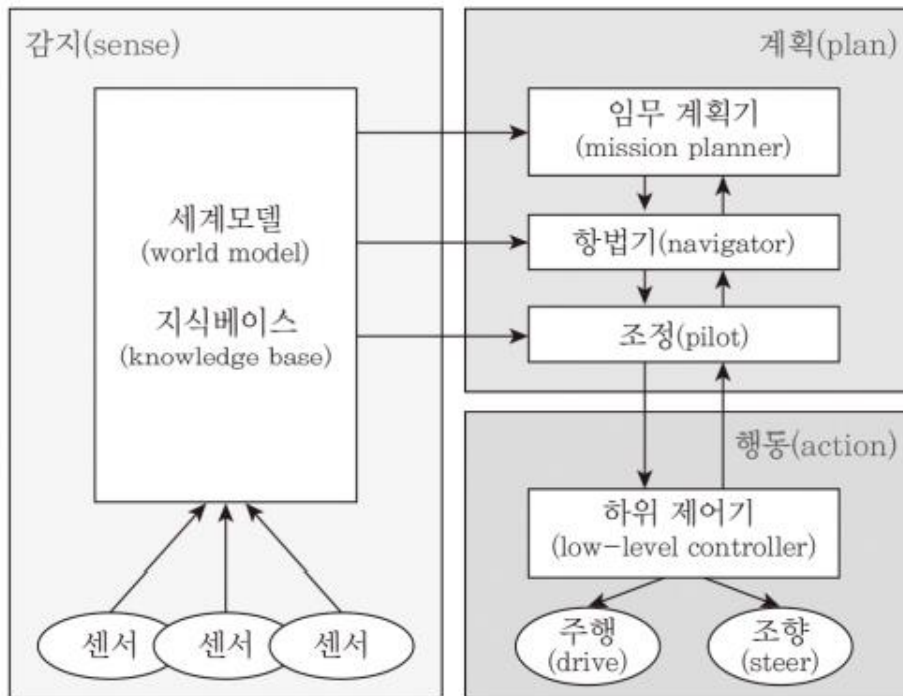 감지(sense)
세계모델
(world model)
지식베이스
(knowledge base)
센서
센서
센서
계획(plan)
임무 계획기
(mission planner)
항법기(navigator)
조정(pilot)
행동(action)
하위 제어기
(low-level controller)
주행
(drive)
조향
(steer)